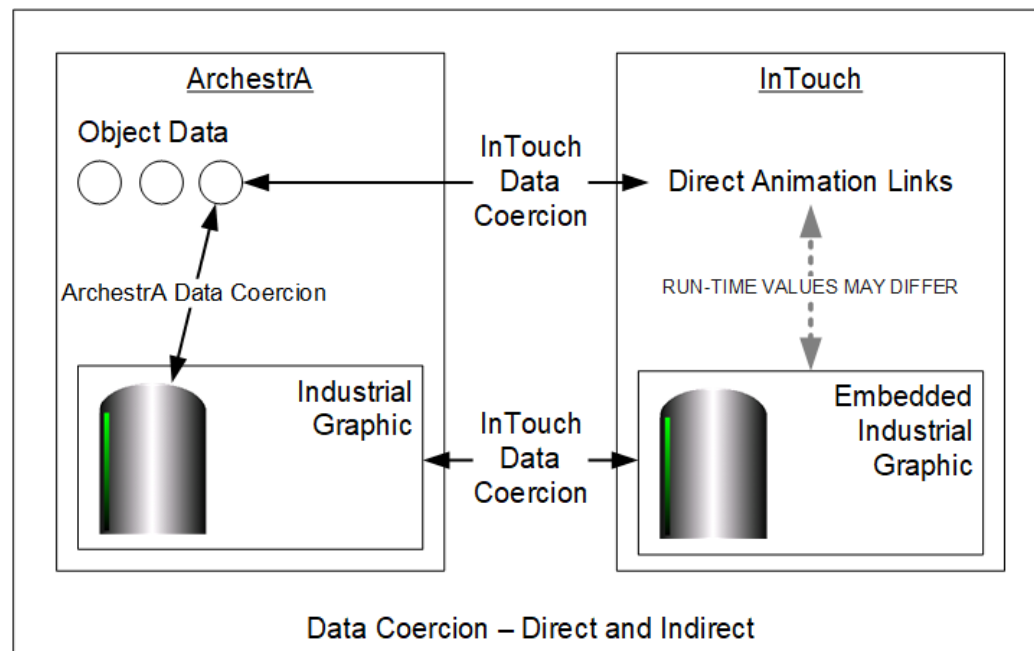 ArchestrA
InTouch
Object Data
InTouch
Data
Coercion
Direct Animation Links
ArchestrA Data Coercion
RUN-TIME VALUES MAY DIFFER
Industrial
Graphic
InTouch
Data
Coercion
Embedded
Industrial
Graphic
Data Coercion – Direct and Indirect